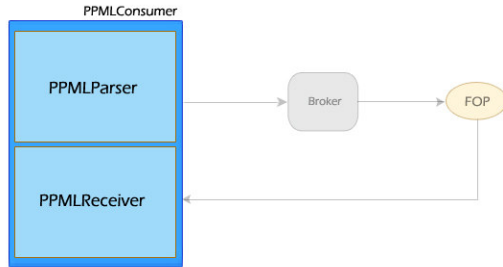 PPMLConsumer
PPMLParser
Broker
FOP
PPMLReceiver